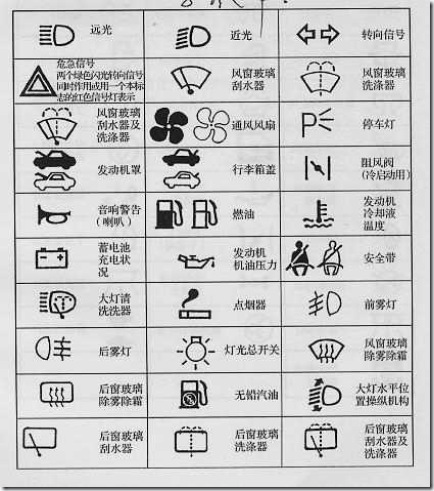 远光
近光
转向信号
危急信号
两个绿色闪光转向信号
同时作用或用一个本标
志的红色信号灯表示
风窗玻璃
刮水器
风窗玻璃
洗涤器
风窗玻璃
刮水器及
洗涤器
通风风扇
停车灯
发动机罩
行李箱盖
阻风阀
(冷启动用)
音响警告
(喇叭)
燃油
发动机
冷却液
温度
蓄电池
充电状
况
发动机
机油压力
安全带
大灯清
洗洗器
点烟器
前雾灯
后雾灯
灯光总开关
风窗玻璃
除雾除霜
后窗玻璃
除雾除霜
无铅汽油
大灯水平位
置操纵机构
后窗玻璃
刮水器
后窗玻璃
洗涤器
后窗玻璃
刮水器及
洗涤器